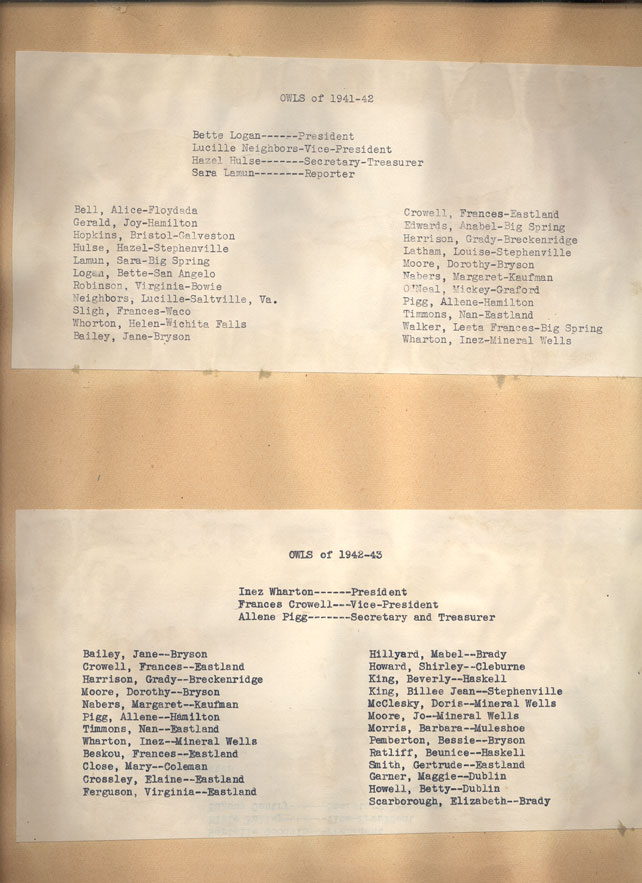 OWLS of 1941-42
Bette Logan------President
Lucille Neighbors-Vice-President
Hazel Hulse-------Secretary-Treasurer
Sara Lamun--------Reporter
Bell, Alice-Floydada
Gerald, Joy-Hamilton
Hopkins, Bristol-Galveston
Hulse, Hazel-Stephenville
Lamun, Sara-Big Spring
Logan, Bette-San Angelo
Robinson, Virginia-Bowie
Neighbors, Lucille-Saltville, Va.
Sligh, Frances-Waco
Whorton, Helen-Wichita Falls
Bailey, Jane-Bryson
Crowell, Frances-Eastland
Edwards, Anabel-Big Spring
Harrison, Grady-Breckenridge
Latham, Louise-Stephenville
Moore, Dorothy-Bryson
Nabers, Margaret-Kaufman
O'Neal, Mickey-Graford
Pigg, Allene-Hamilton
Timmons, Nan-Eastland
Walker, Leeta Frances-Big Spring
Wharton, Inez-Mineral Wells
OWLS of 1942-43
Inez Wharton------President
Frances Crowell---Vice-President
Allene Pigg-------Secretary and Treasurer
Bailey, Jane--Bryson
Crowell, Frances--Eastland
Harrison, Grady--Breckenridge
Moore, Dorothy--Bryson
Nabers, Margaret--Kaufman
Pigg, Allene--Hamilton
Timmons, Nan--Eastland
Wharton, Inez--Mineral Wells
Beskou, Frances--Eastland
Close, Mary--Coleman
Crossley, Elaine--Eastland
Ferguson, Virginia--Eastland
Hillyard, Mabel--Brady
Howard, Shirley--Cleburne
King, Beverly--Haskell
King, Billee Jean--Stephenville
McClesky, Doris--Mineral Wells
Moore, Jo--Mineral Wells
Morris, Barbara--Muleshoe
Pemberton, Bessie--Bryson
Ratliff, Beunice--Haskell
Smith, Gertrude--Eastland
Garner, Maggie--Dublin
Howell, Betty--Dublin
Scarborough, Elizabeth--Brady